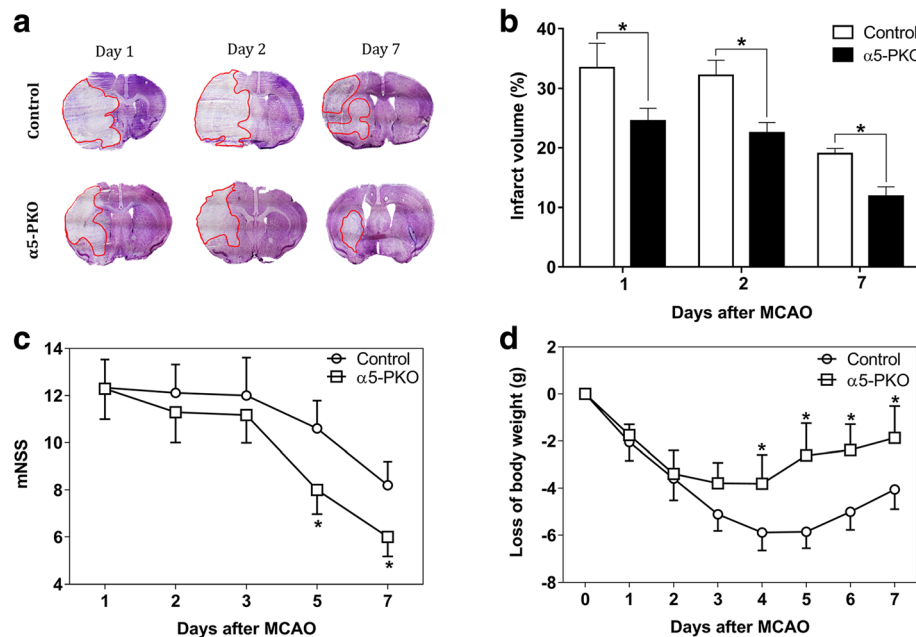 a
Day 1
Day 2
Day 7
Control
α5-PKO
b
Infarct volume (%)
40
30
20
10
0
*
*
*
Control
α5-PKO
1
2
7
Days after MCAO
c
mNSS
14
12
10
8
6
4
Control
α5-PKO
*
*
1
2
3
5
7
Days after MCAO
d
Loss of body weight (g)
2
0
-2
-4
-6
-8
Control
α5-PKO
*
*
*
*
0
1
2
3
4
5
6
7
Days after MCAO